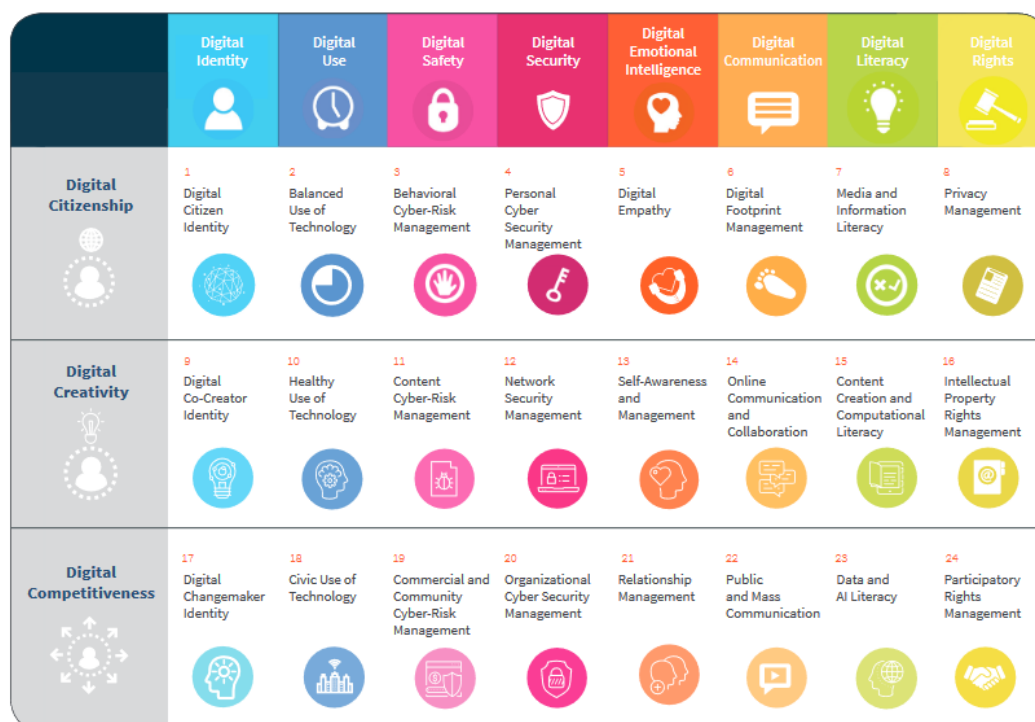 Digital
Identity
Digital
Use
Digital
Safety
Digital
Security
Digital
Emotional
Intelligence
Digital
Communication
Digital
Literacy
Digital
Rights
Digital
Citizenship
1
Digital
Citizen
Identity
2
Balanced
Use of
Technology
3
Behavioral
Cyber-Risk
Management
4
Personal
Cyber
Security
Management
5
Digital
Empathy
6
Digital
Footprint
Management
7
Media and
Information
Literacy
8
Privacy
Management
Digital
Creativity
9
Digital
Co-Creator
Identity
10
Healthy
Use of
Technology
11
Content
Cyber-Risk
Management
12
Network
Security
Management
13
Self-Awareness
and
Management
14
Online
Communication
and
Collaboration
15
Content
Creation and
Computational
Literacy
16
Intellectual
Property
Rights
Management
@
Digital
Competitiveness
17
Digital
Changemaker
Identity
18
Civic Use of
Technology
19
Commercial and
Community
Cyber-Risk
Management
20
Organizational
Cyber Security
Management
21
Relationship
Management
22
Public
and Mass
Communication
23
Data and
AI Literacy
24
Participatory
Rights
Management